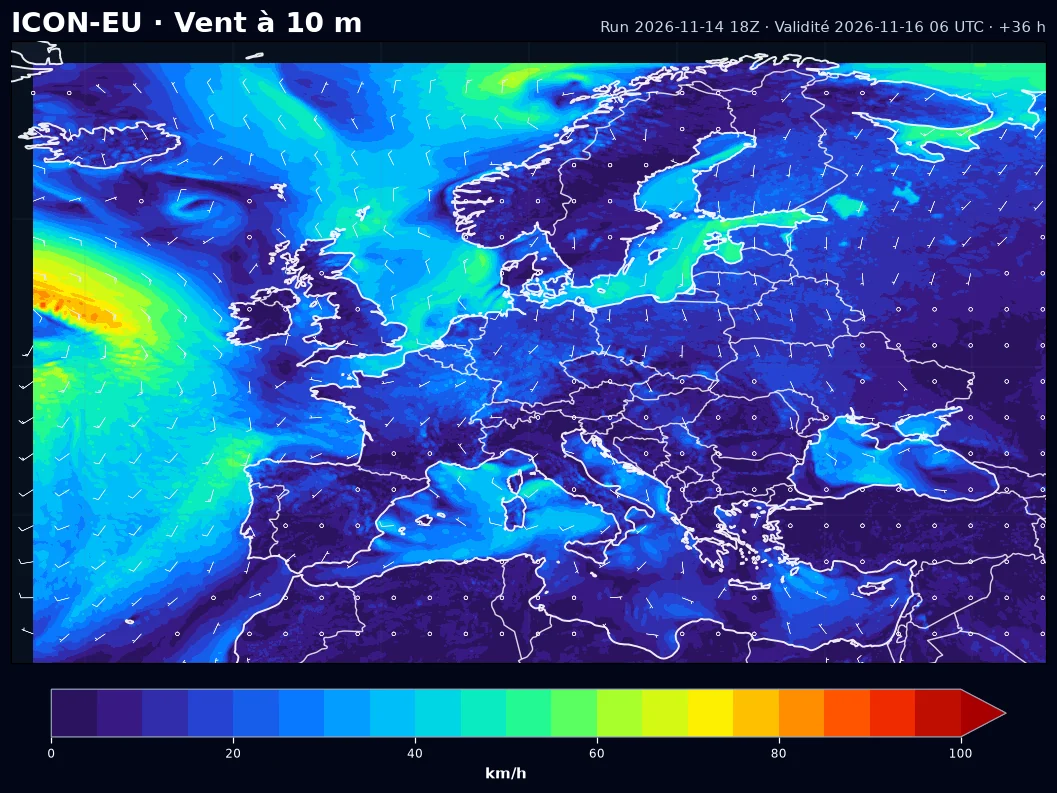 ICON-EU · Vent à 10 m
Run 2026-11-14 18Z · Validité 2026-11-16 06 UTC · +36 h
0 20 40 60 80 100
km/h